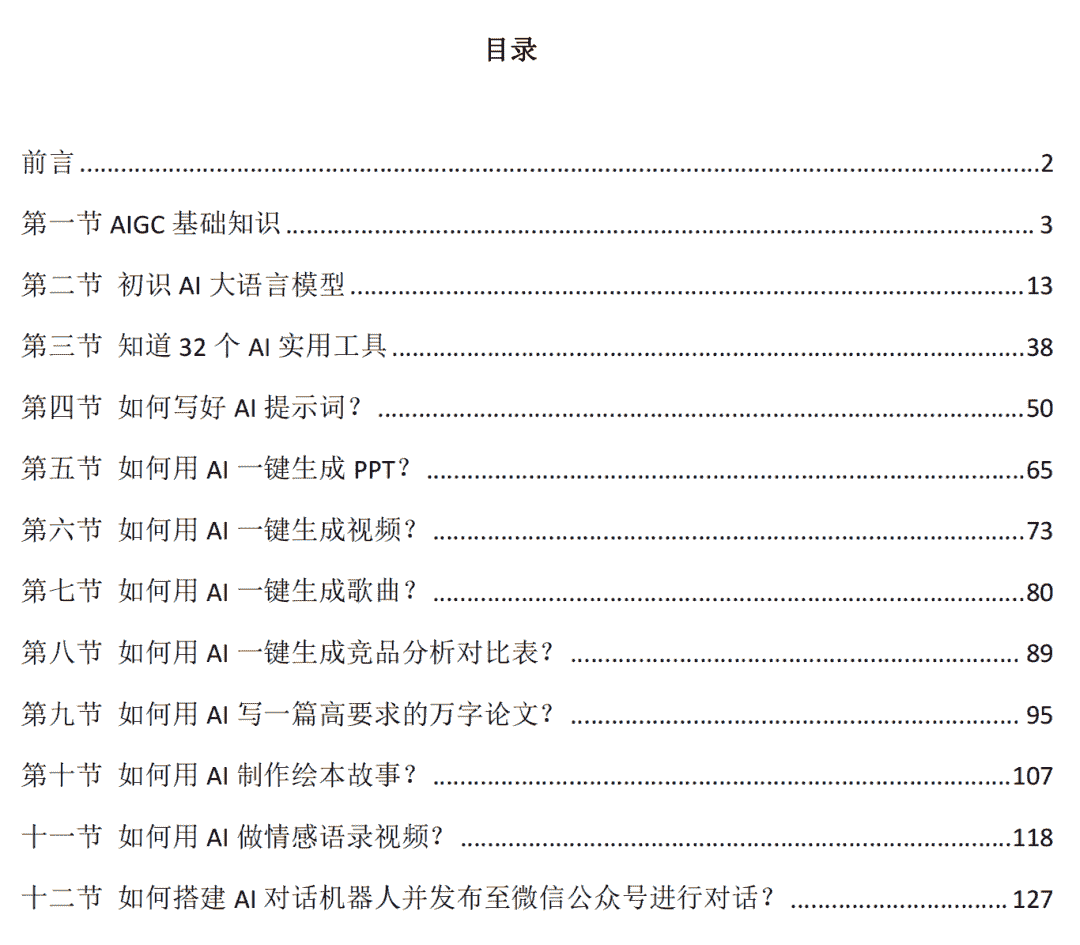 目录
前言........................................2
第一节 AIGC 基础知识........................................3
第二节 初识 AI 大语言模型........................................13
第三节 知道 32 个 AI 实用工具........................................38
第四节 如何写好 AI 提示词？........................................50
第五节 如何用 AI 一键生成 PPT？........................................65
第六节 如何用 AI 一键生成视频？........................................73
第七节 如何用 AI 一键生成歌曲？........................................80
第八节 如何用 AI 一键生成竞品分析对比表？........................................89
第九节 如何用 AI 写一篇高要求的万字论文？........................................95
第十节 如何用 AI 制作绘本故事？........................................107
十一节 如何用 AI 做情感语录视频？........................................118
十二节 如何搭建 AI 对话机器人并发布至微信公众号进行对话？................................127